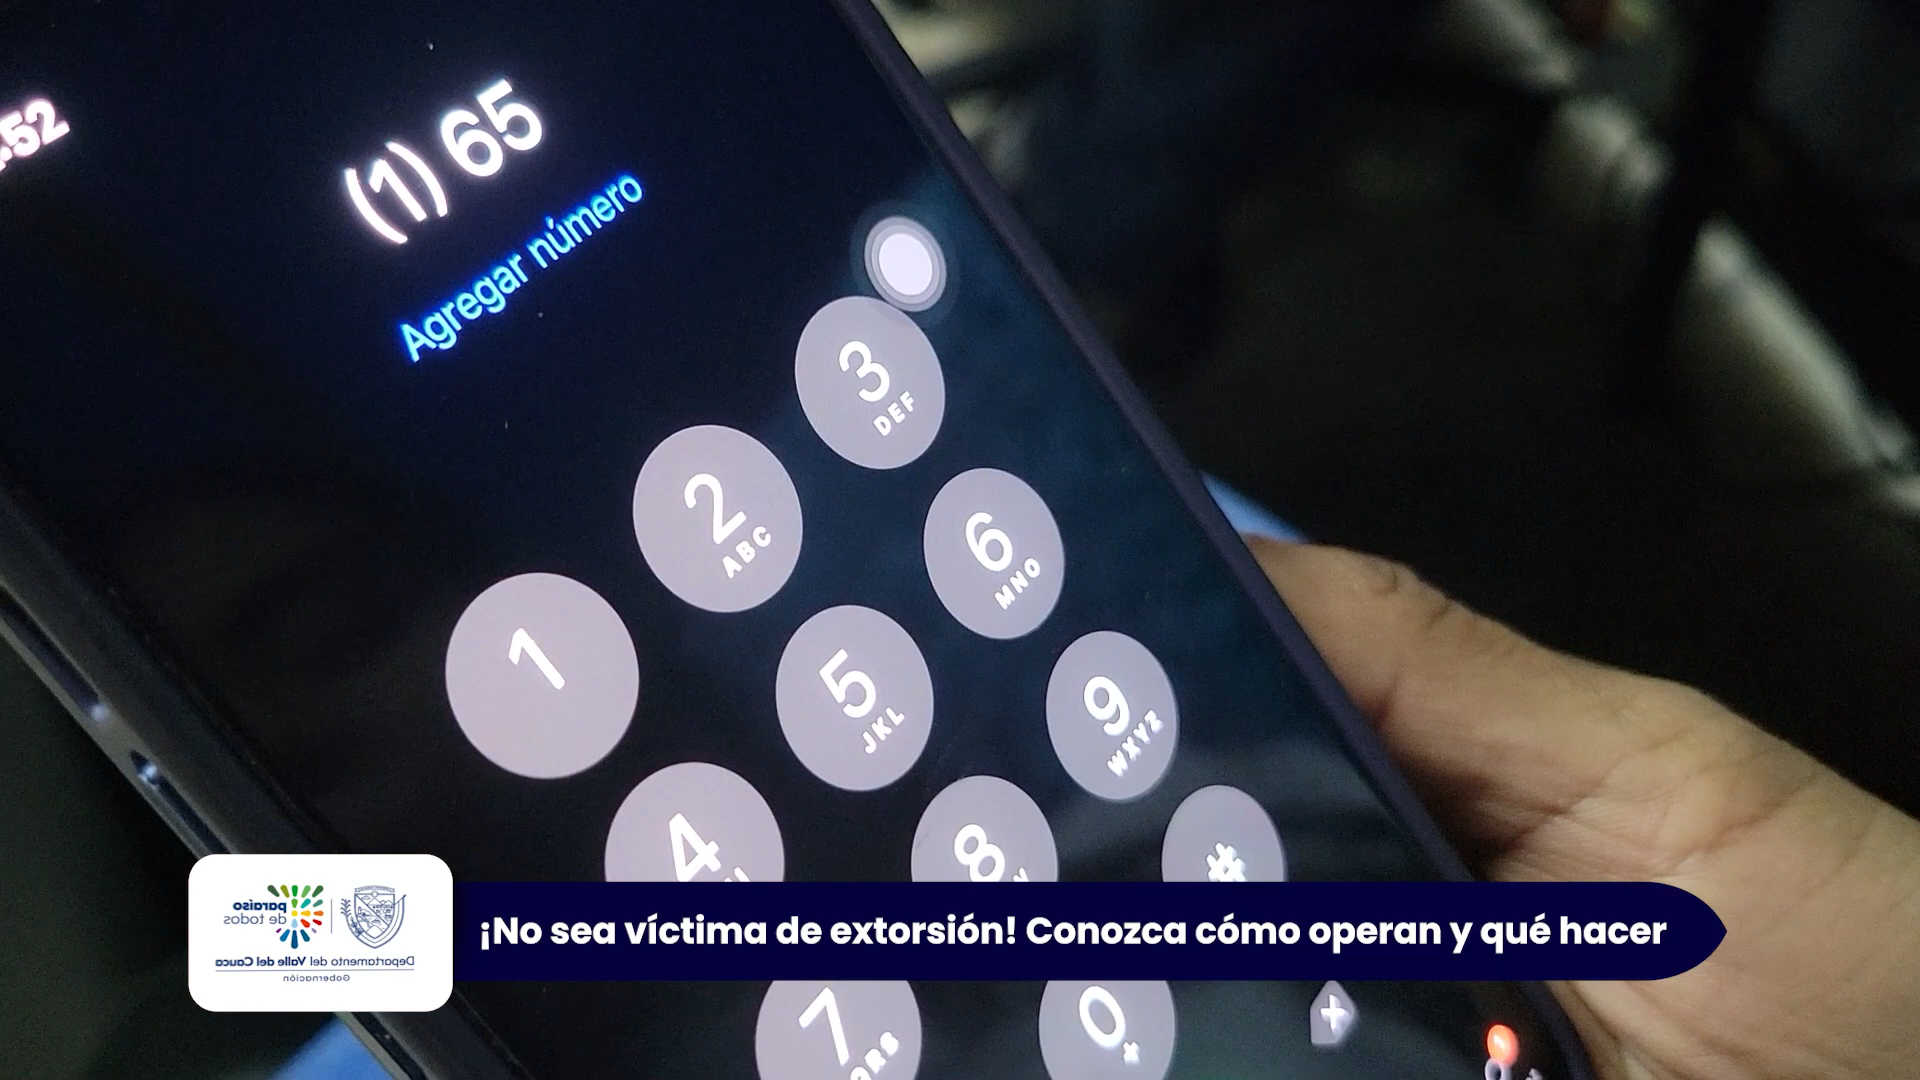 :52
(1) 65
Agregar número
1
2
ABC
3
DEF
4
5
JKL
6
MNO
7
QRS
8
9
WXYZ
0
#
paraíso
de todos
Departamento del Valle del Cauca
Gobernación
¡No sea víctima de extorsión! Conozca cómo operan y qué hacer